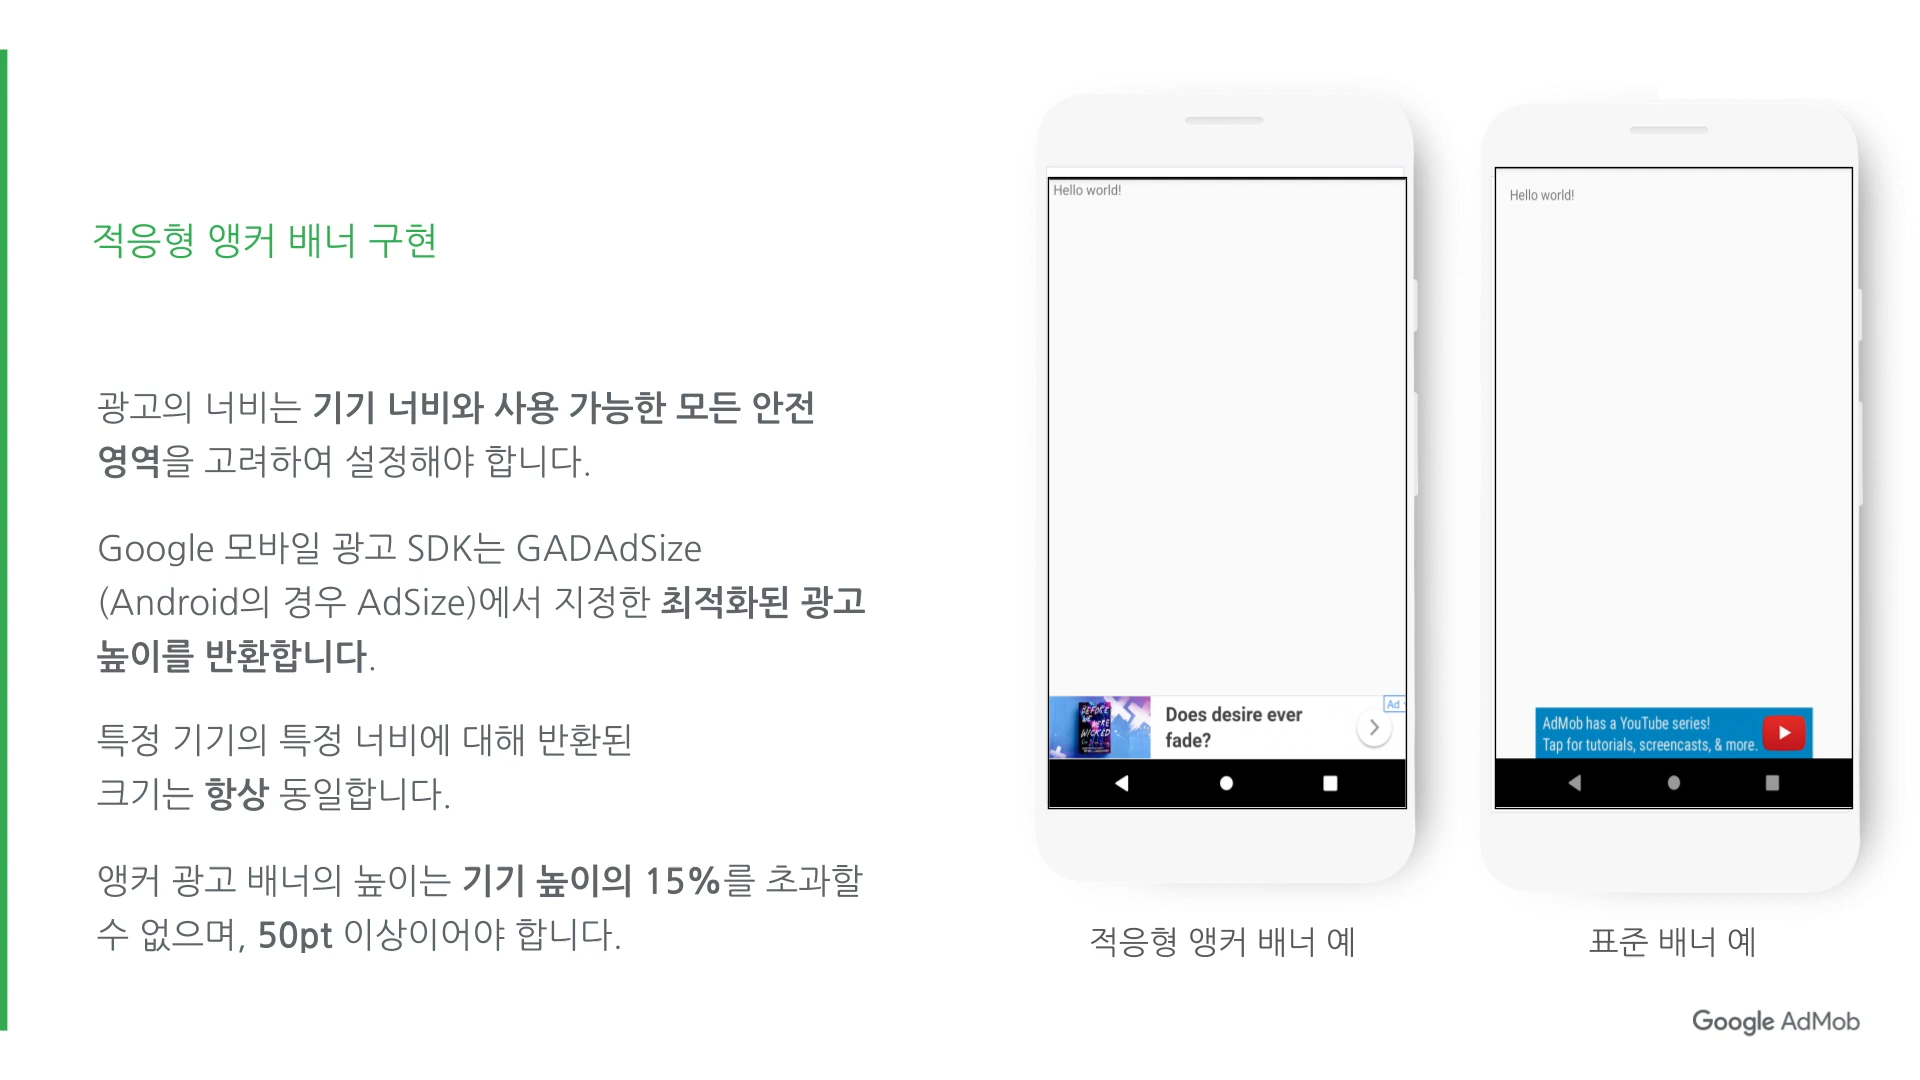 적응형 앵커 배너 구현
광고의 너비는 기기 너비와 사용 가능한 모든 안전
영역을 고려하여 설정해야 합니다.
Google 모바일 광고 SDK는 GADAdSize
(Android의 경우 AdSize)에서 지정한 최적화된 광고
높이를 반환합니다.
특정 기기의 특정 너비에 대해 반환된
크기는 항상 동일합니다.
앵커 광고 배너의 높이는 기기 높이의 15%를 초과할
수 없으며, 50pt 이상이어야 합니다.
Hello world!
BEFORE
WE WERE
WICKED
Does desire ever
fade?
Ad
적응형 앵커 배너 예
Hello world!
AdMob has a YouTube series!
Tap for tutorials, screencasts, & more.
표준 배너 예
Google AdMob